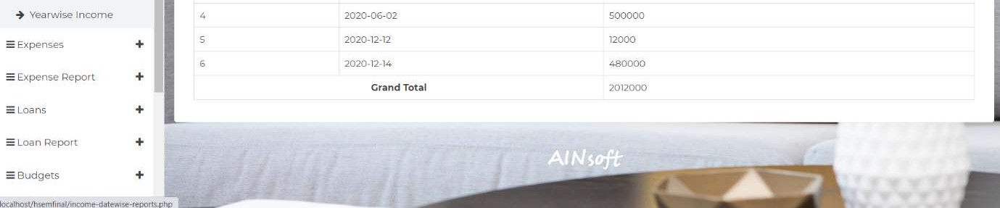 Yearwise Income
Expenses
Expense Report
Loans
Loan Report
Budgets
4 2020-06-02 500000
5 2020-12-12 12000
6 2020-12-14 480000
Grand Total 2012000
AINsoft
localhost/hsemfinal/income-datewise-reports.php